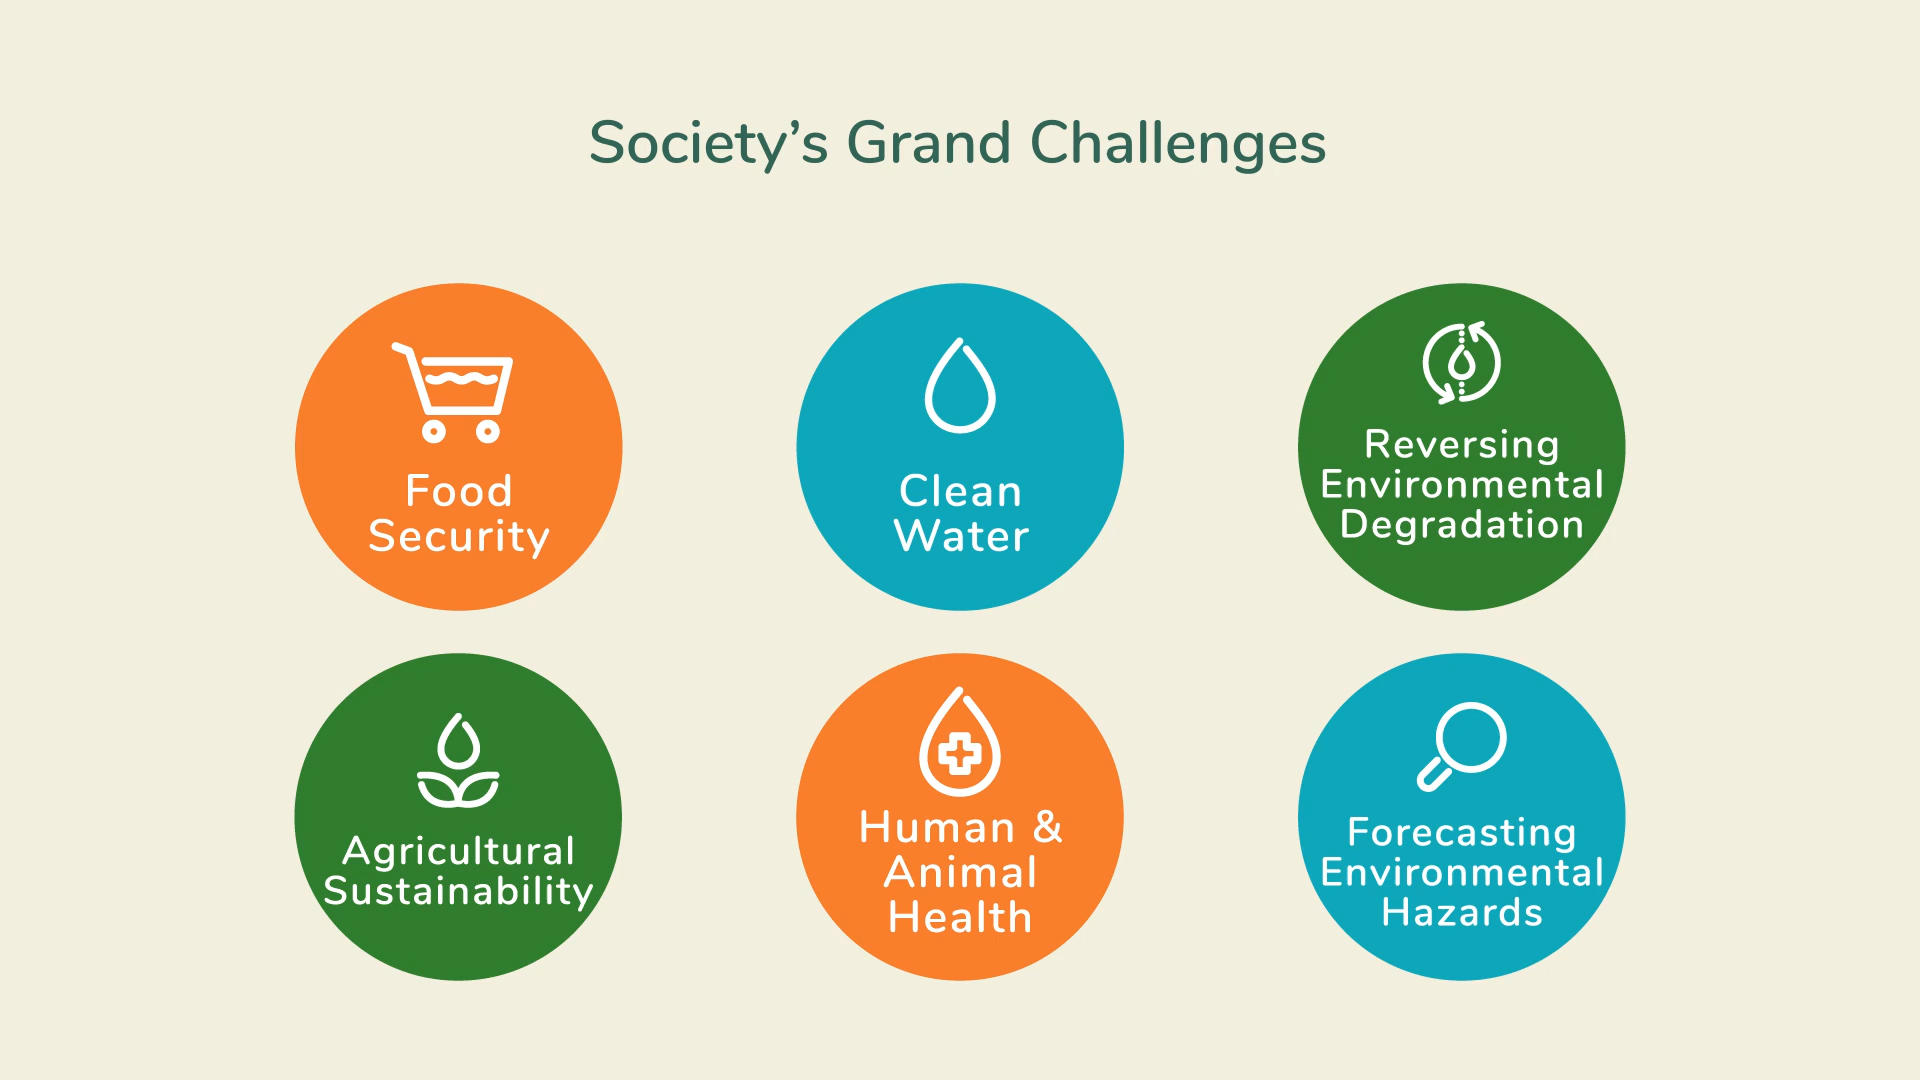 Society’s Grand Challenges
Food
Security
Clean
Water
Reversing
Environmental
Degradation
Agricultural
Sustainability
Human &
Animal
Health
Forecasting
Environmental
Hazards